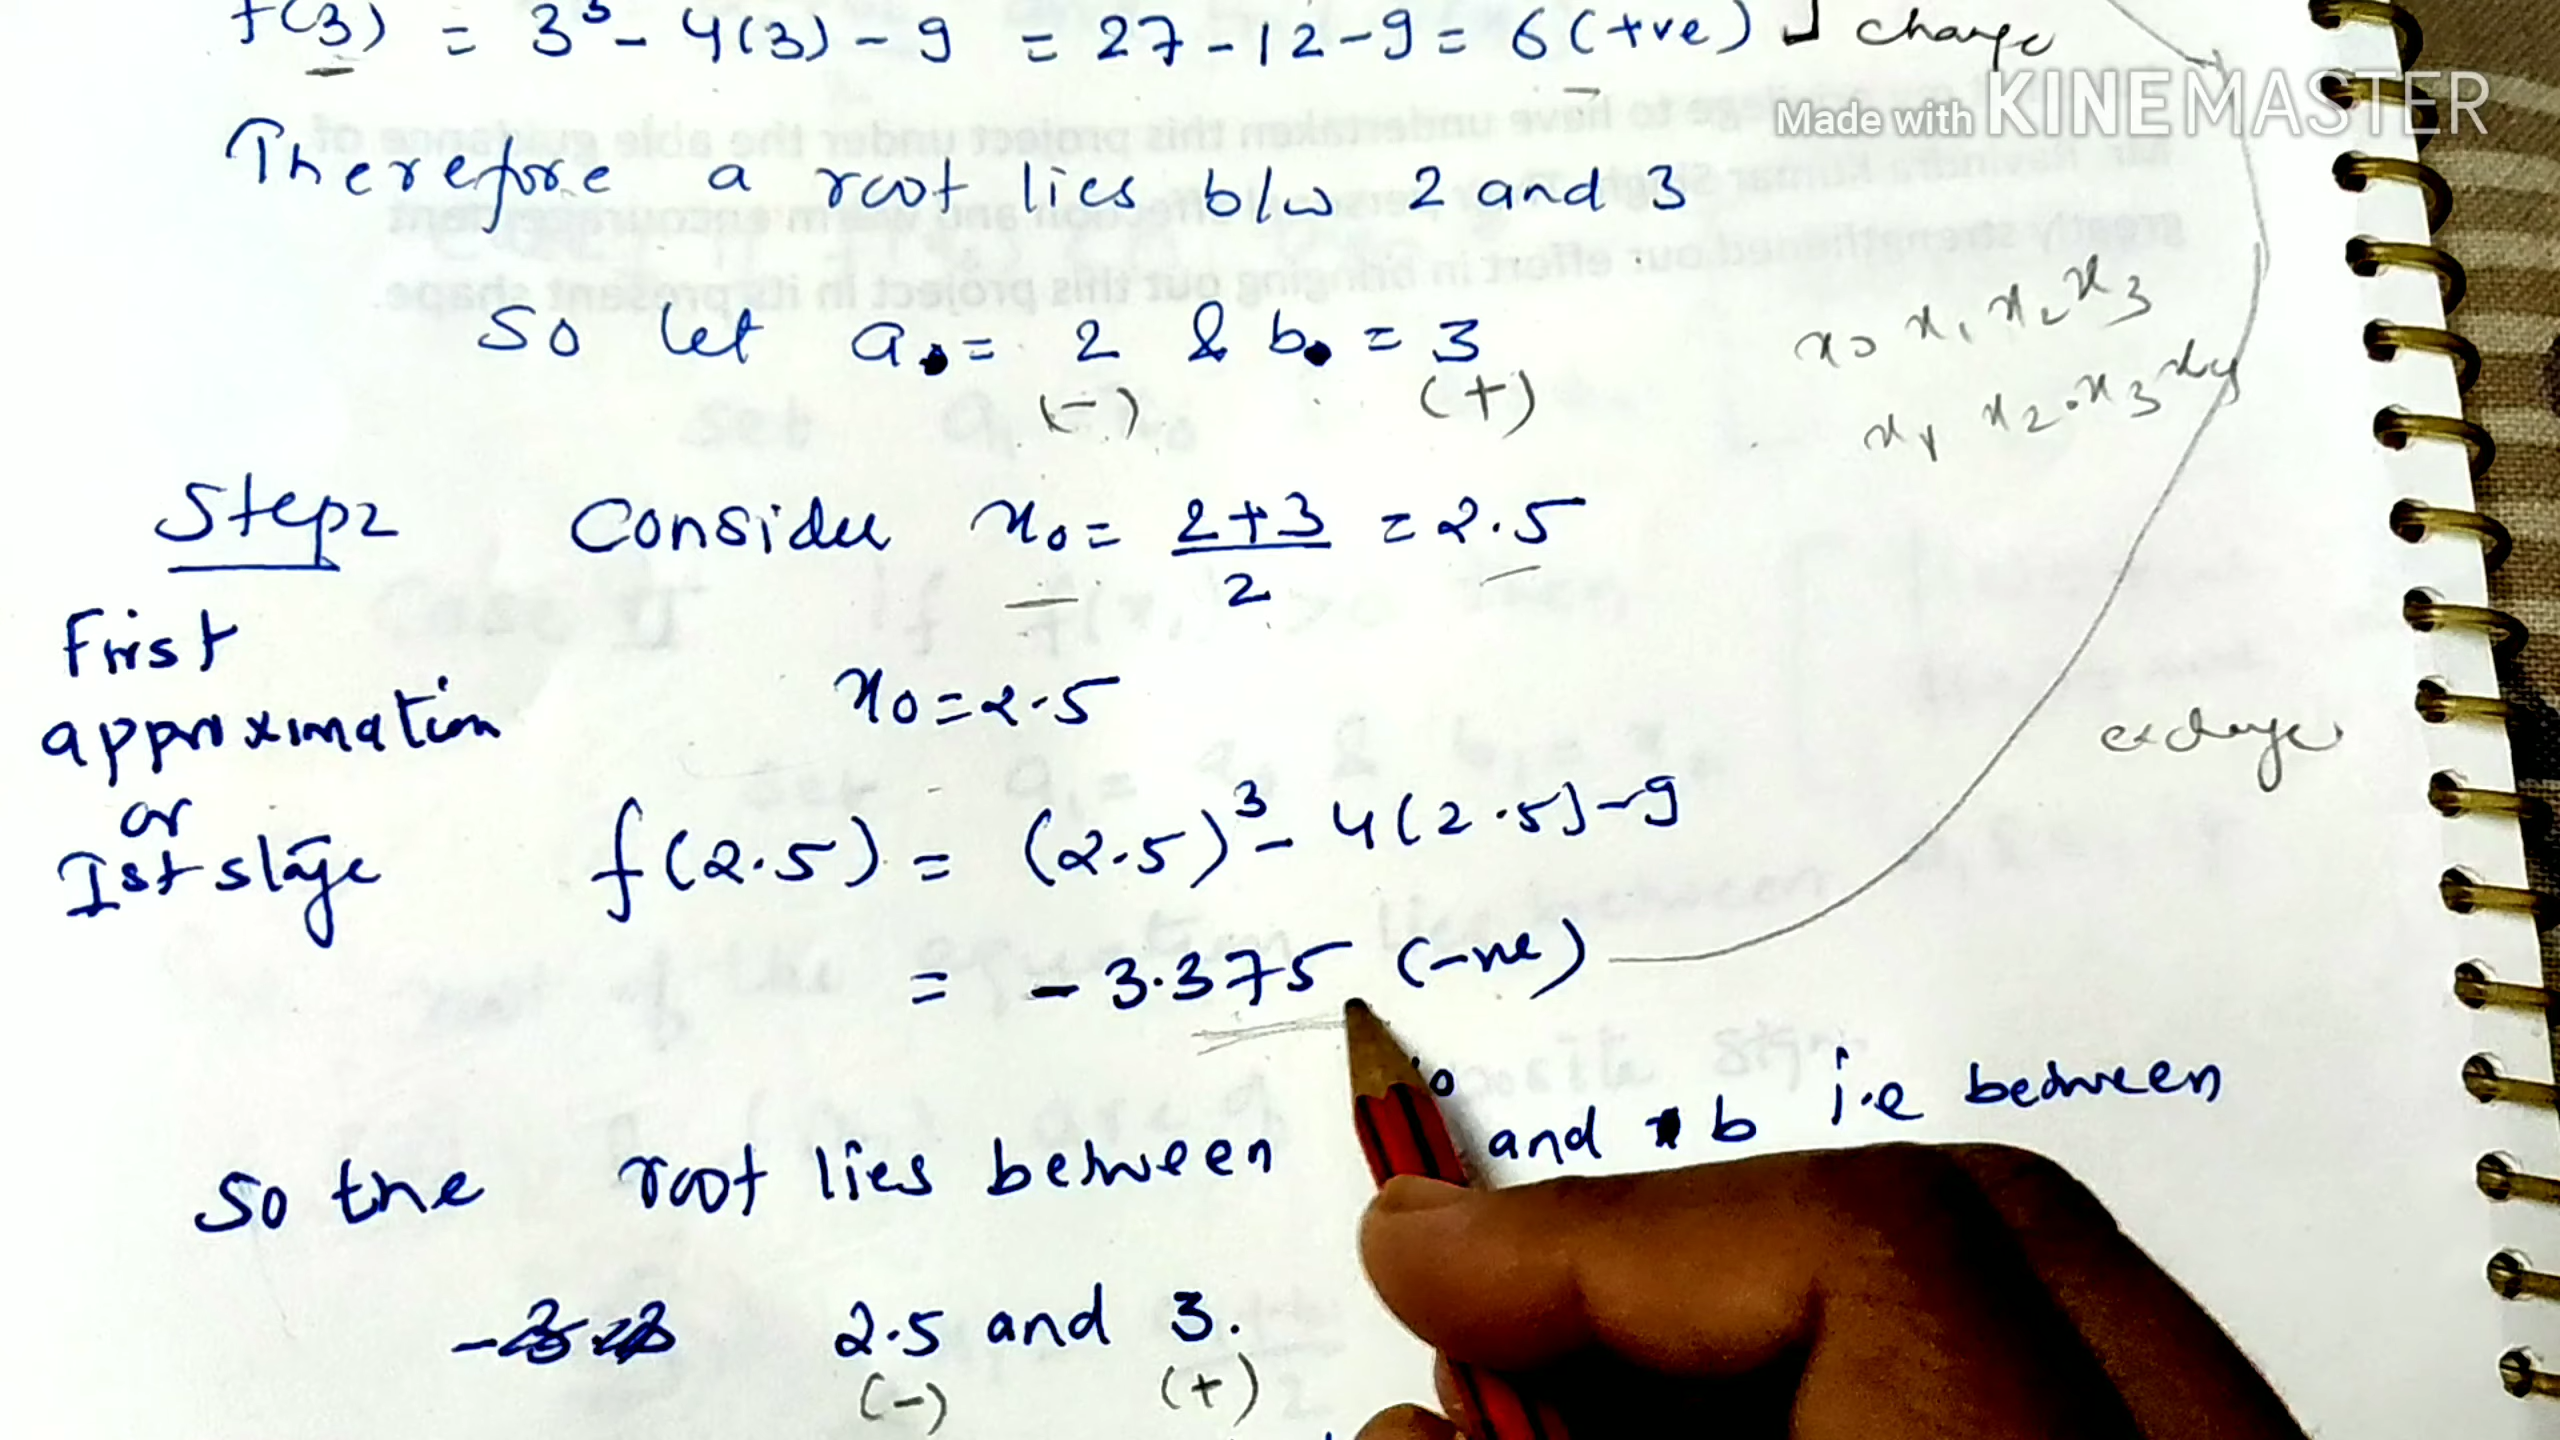 f(3) = 3³ - 4(3) - 9 = 27 - 12 - 9 = 6 (+ve) change
Made with KINEMASTER
Therefore a root lies b/w 2 and 3
So let a = 2 & b = 3
(-) (+)
x0 x1 x2 x3
x1 x2 x3 x4
Step2 Consider x0 = 2+3/2 = 2.5
First
approximation
or
Ist stage
x0 = 2.5
exchange
f(2.5) = (2.5)³ - 4(2.5) - 9
= - 3.375 (-ve)
So the root lies between and b i.e between
2.5 and 3.
(-) (+)